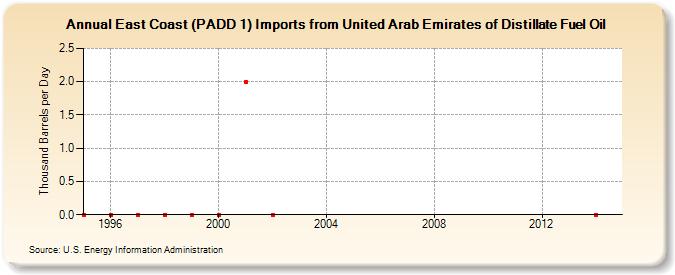 Annual East Coast (PADD 1) Imports from United Arab Emirates of Distillate Fuel Oil
Thousand Barrels per Day
2.5
2.0
1.5
1.0
0.5
0.0
1996 2000 2004 2008 2012
Source: U.S. Energy Information Administration